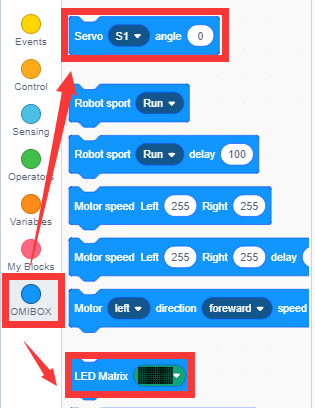 Events
Control
Sensing
Operators
Variables
My Blocks
OMIBOX
Servo S1 angle 0
Robot sport Run
Robot sport Run delay 100
Motor speed Left 255 Right 255
Motor speed Left 255 Right 255 delay
Motor left direction foreward speed
LED Matrix